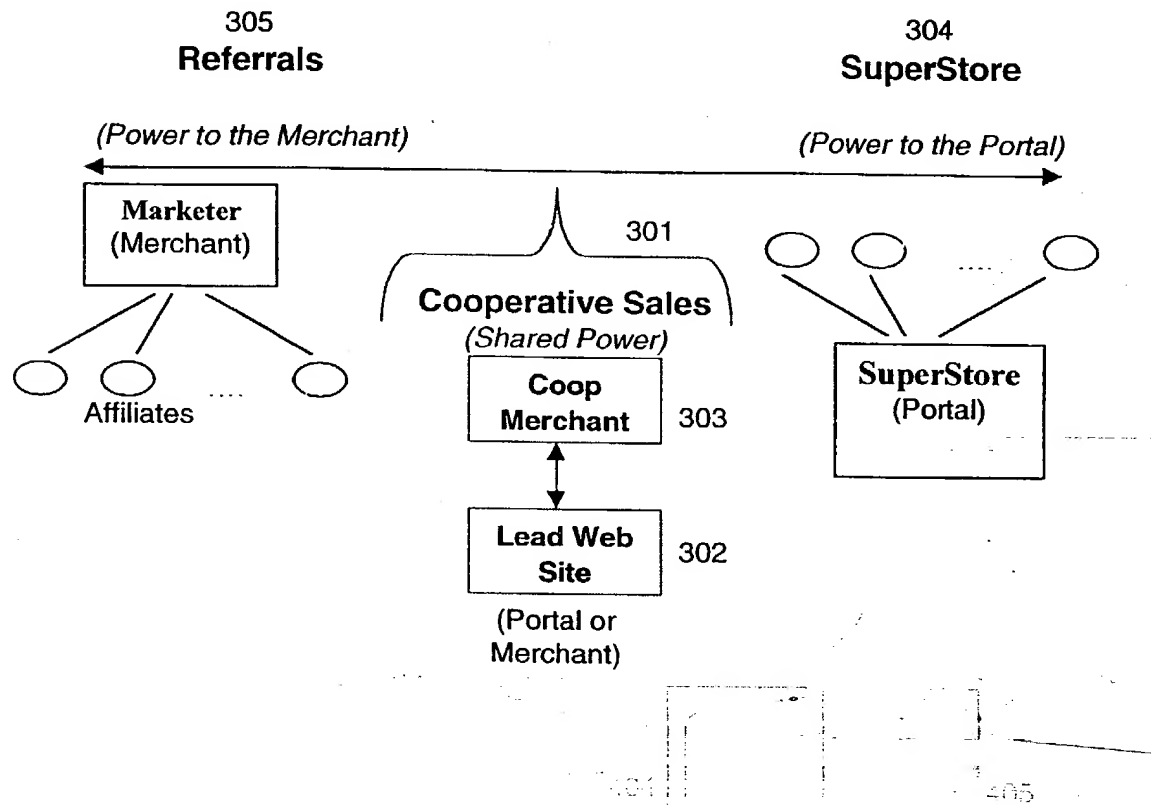 305
Referrals
304
SuperStore
(Power to the Merchant)
(Power to the Portal)
Marketer
(Merchant)
301
Cooperative Sales
(Shared Power)
Affiliates
....
....
Coop
Merchant
303
SuperStore
(Portal)
Lead Web
Site
302
(Portal or
Merchant)
405